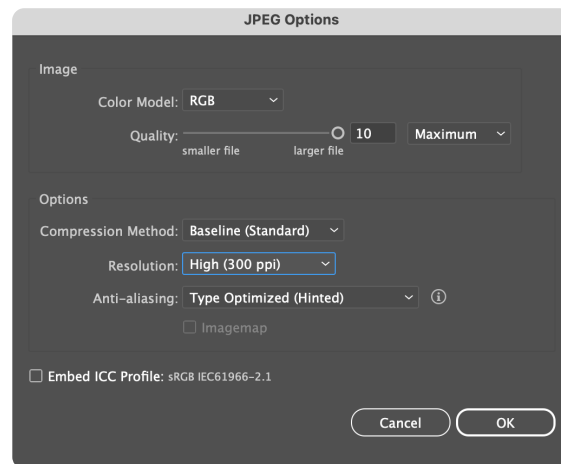 JPEG Options
Image
Color Model: RGB
Quality: 10 Maximum
smaller file larger file
Options
Compression Method: Baseline (Standard)
Resolution: High (300 ppi)
Anti-aliasing: Type Optimized (Hinted)
Imagemap
Embed ICC Profile: sRGB IEC61966-2.1
Cancel OK